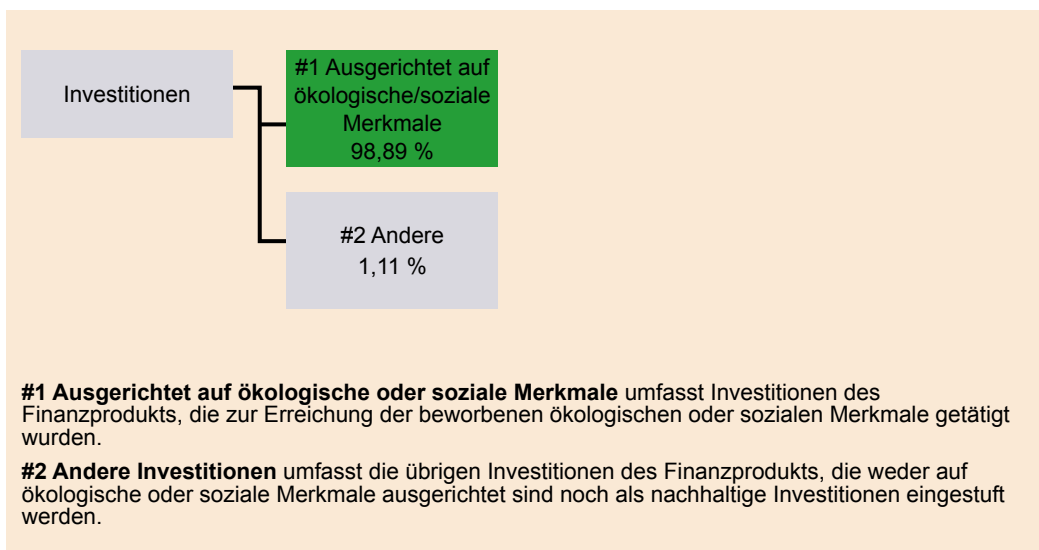 Investitionen
#1 Ausgerichtet auf
ökologische/soziale
Merkmale
98,89 %
#2 Andere
1,11 %
#1 Ausgerichtet auf ökologische oder soziale Merkmale umfasst Investitionen des
Finanzprodukts, die zur Erreichung der beworbenen ökologischen oder sozialen Merkmale getätigt
wurden.
#2 Andere Investitionen umfasst die übrigen Investitionen des Finanzprodukts, die weder auf
ökologische oder soziale Merkmale ausgerichtet sind noch als nachhaltige Investitionen eingestuft
werden.